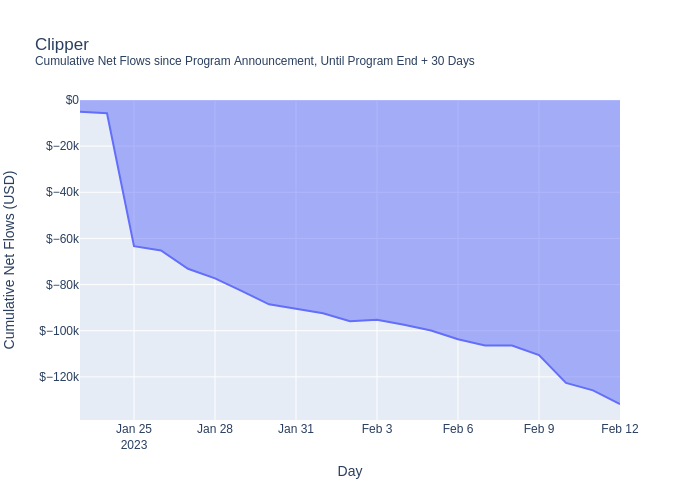 Clipper
Cumulative Net Flows since Program Announcement, Until Program End + 30 Days
$0
$−20k
$−40k
$−60k
$−80k
$−100k
$−120k
Cumulative Net Flows (USD)
Jan 25
2023
Jan 28
Jan 31
Feb 3
Feb 6
Feb 9
Feb 12
Day